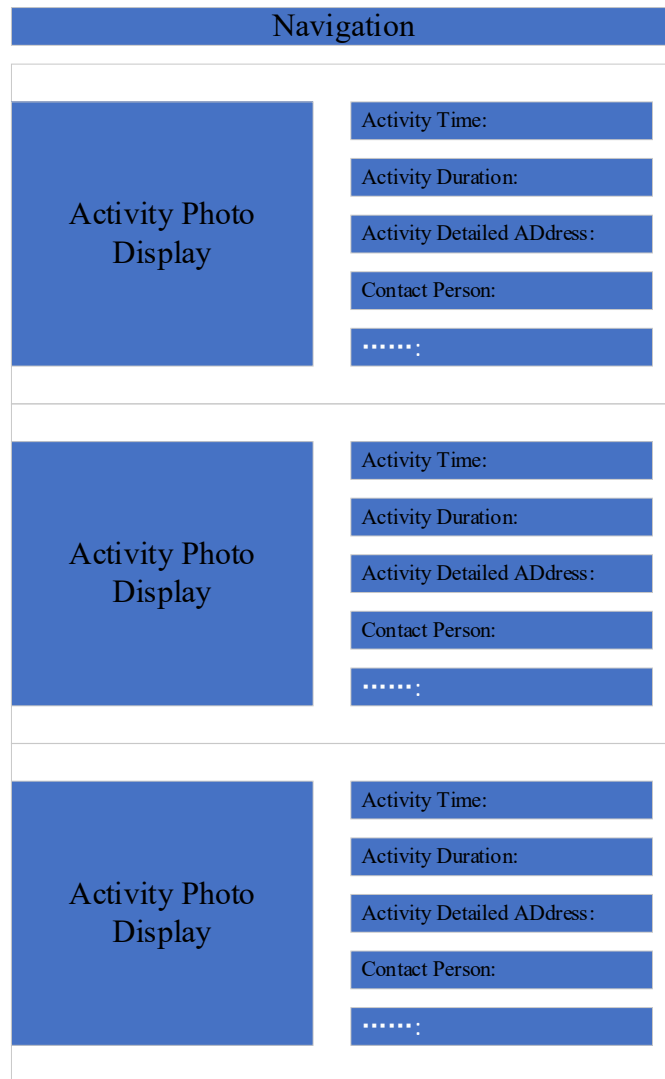 Navigation
Activity Photo
Display
Activity Time:
Activity Duration:
Activity Detailed ADdress:
Contact Person:
······:
Activity Photo
Display
Activity Time:
Activity Duration:
Activity Detailed ADdress:
Contact Person:
······:
Activity Photo
Display
Activity Time:
Activity Duration:
Activity Detailed ADdress:
Contact Person:
······: